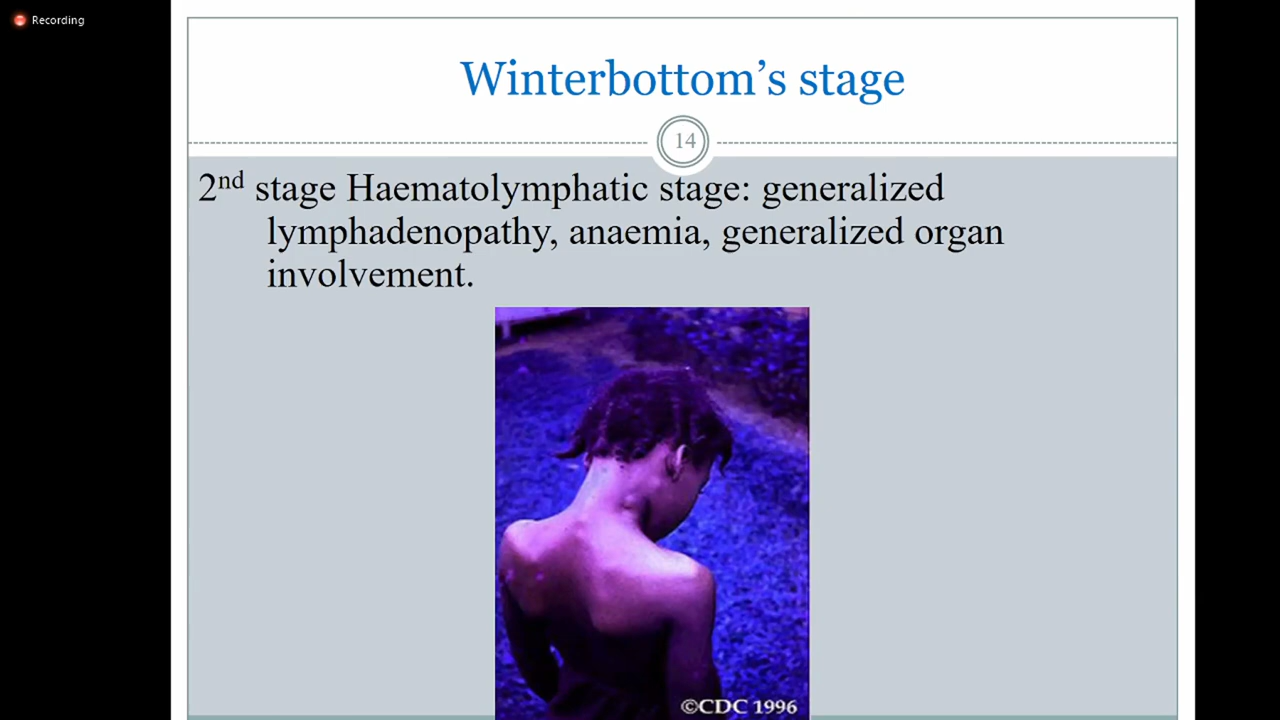 Recording
Winterbottom's stage
14
2nd stage Haematolymphatic stage: generalized
lymphadenopathy, anaemia, generalized organ
involvement.
©CDC 1996